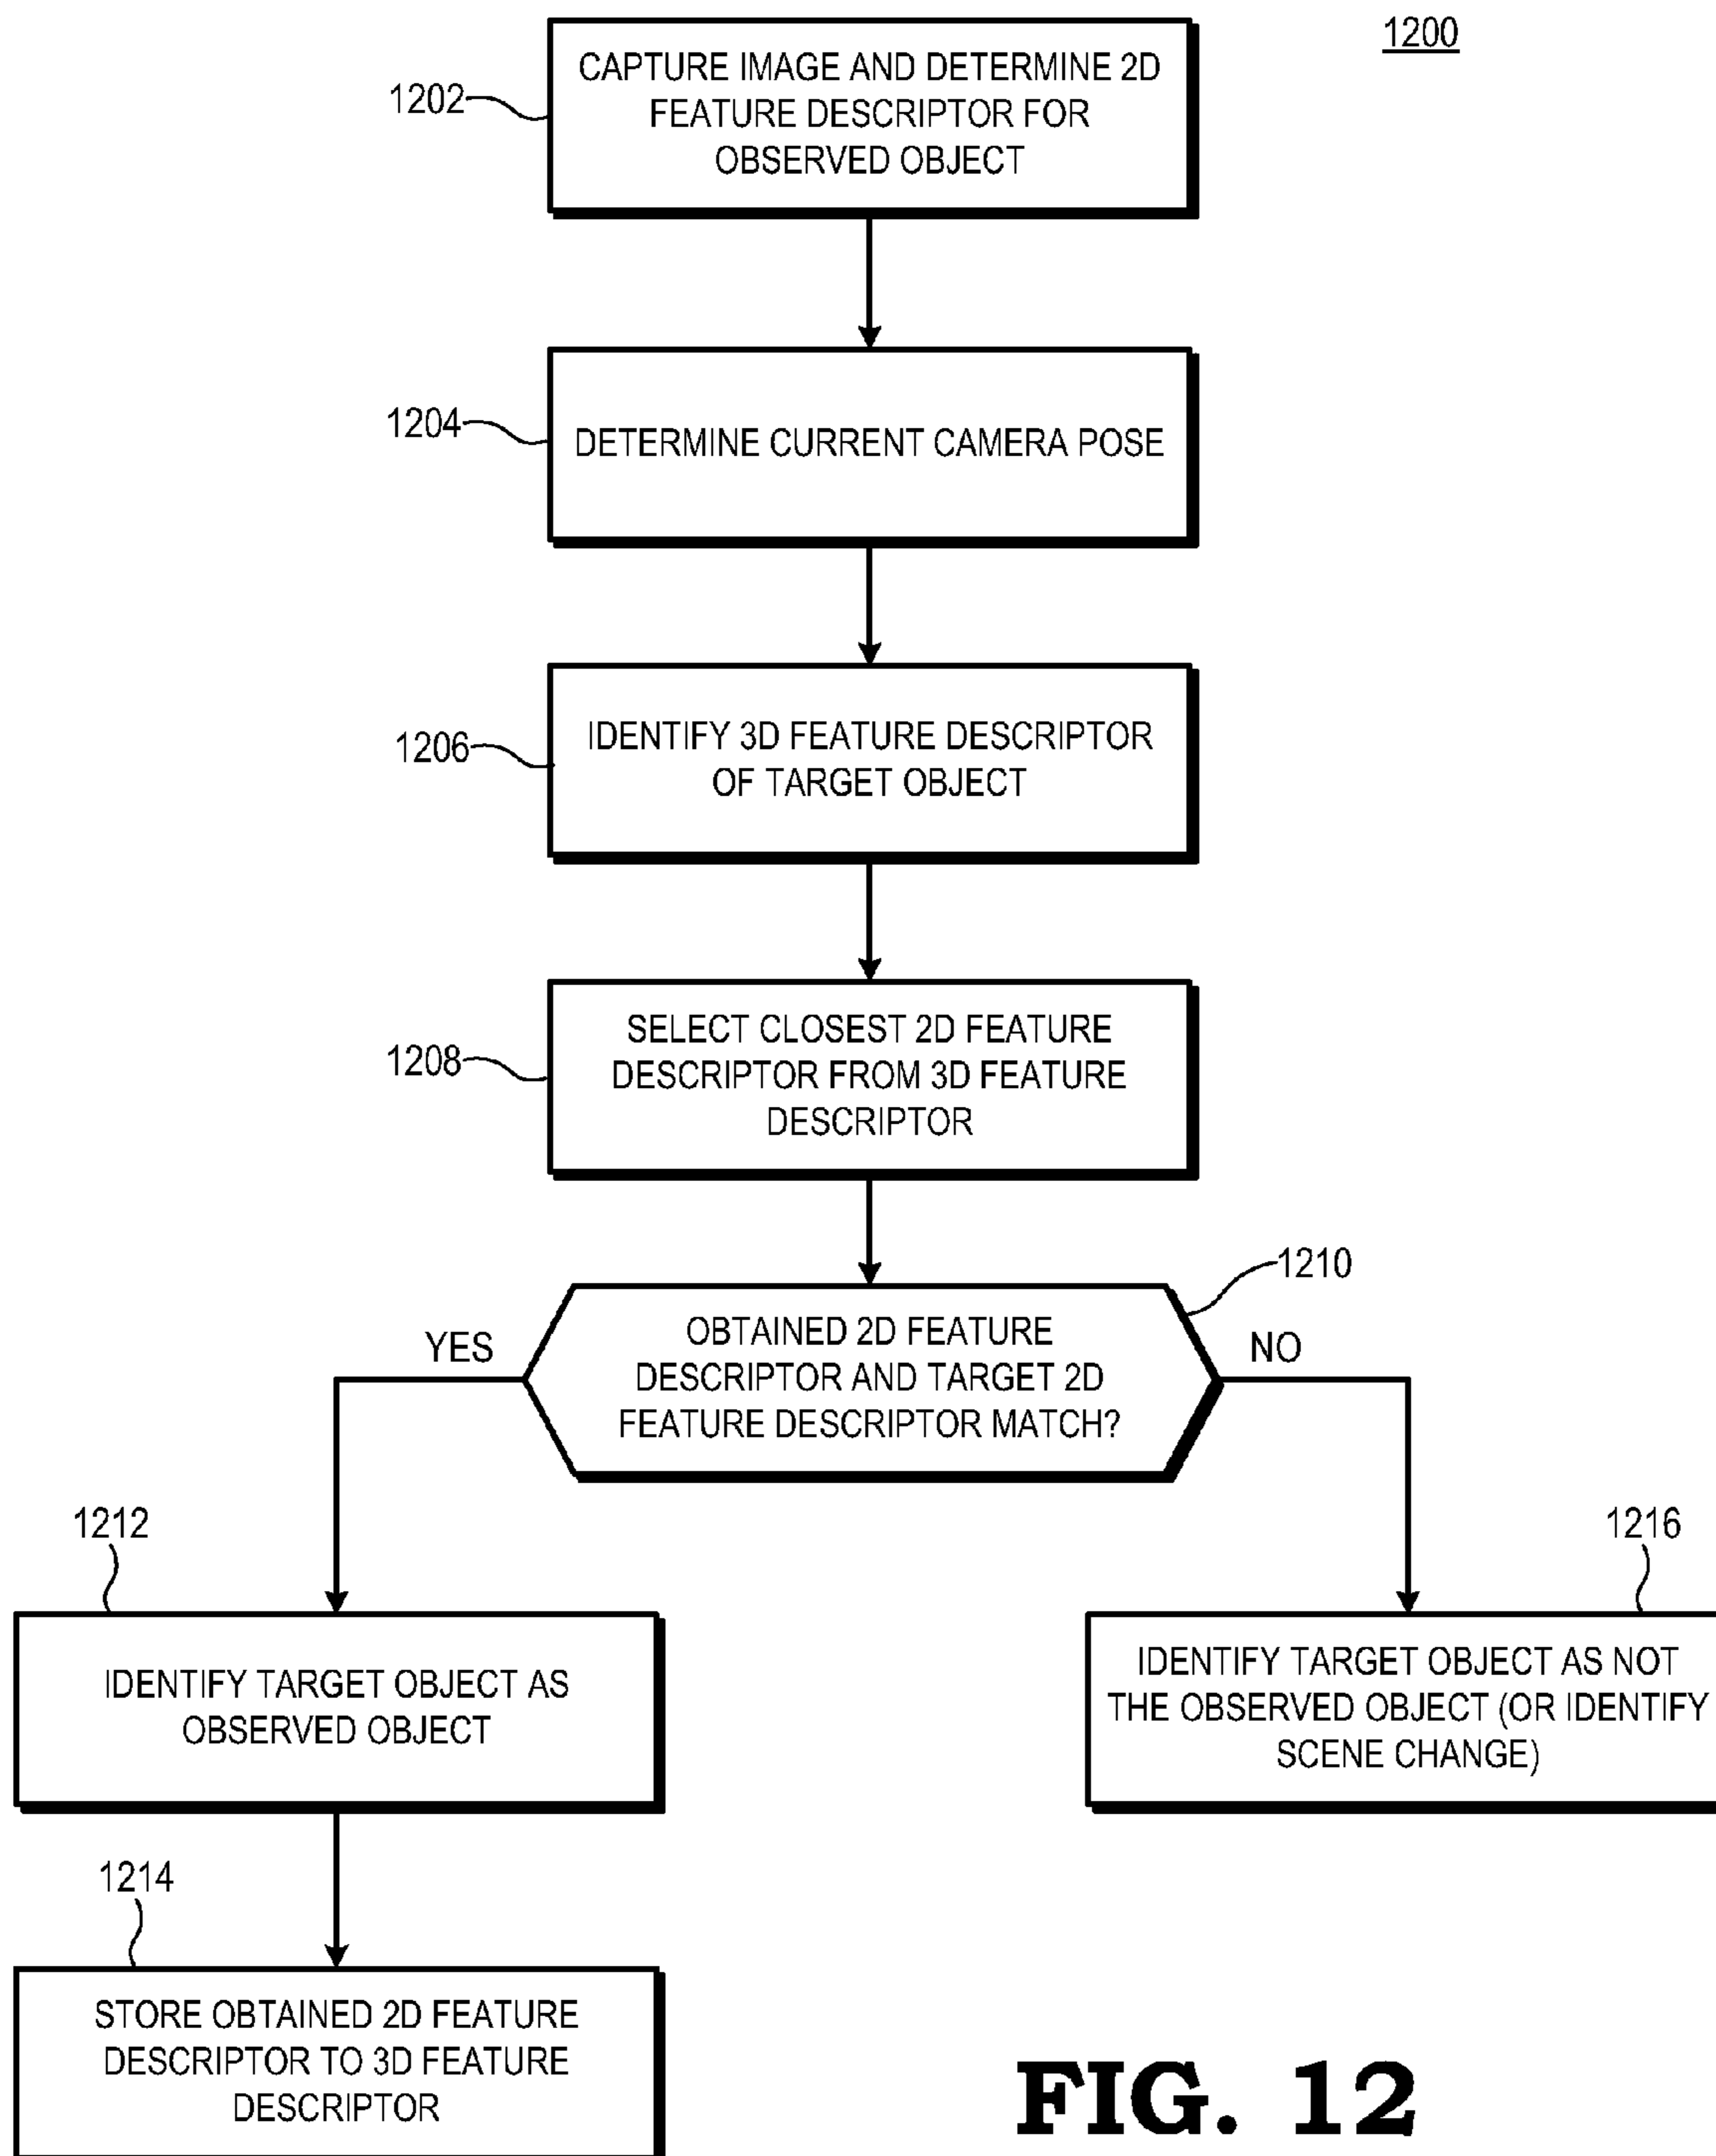 1200
1202
CAPTURE IMAGE AND DETERMINE 2D
FEATURE DESCRIPTOR FOR
OBSERVED OBJECT
1204
DETERMINE CURRENT CAMERA POSE
1206
IDENTIFY 3D FEATURE DESCRIPTOR
OF TARGET OBJECT
1208
SELECT CLOSEST 2D FEATURE
DESCRIPTOR FROM 3D FEATURE
DESCRIPTOR
1210
YES
OBTAINED 2D FEATURE
DESCRIPTOR AND TARGET 2D
FEATURE DESCRIPTOR MATCH?
NO
1212
IDENTIFY TARGET OBJECT AS
OBSERVED OBJECT
1216
IDENTIFY TARGET OBJECT AS NOT
THE OBSERVED OBJECT (OR IDENTIFY
SCENE CHANGE)
1214
STORE OBTAINED 2D FEATURE
DESCRIPTOR TO 3D FEATURE
DESCRIPTOR
FIG. 12